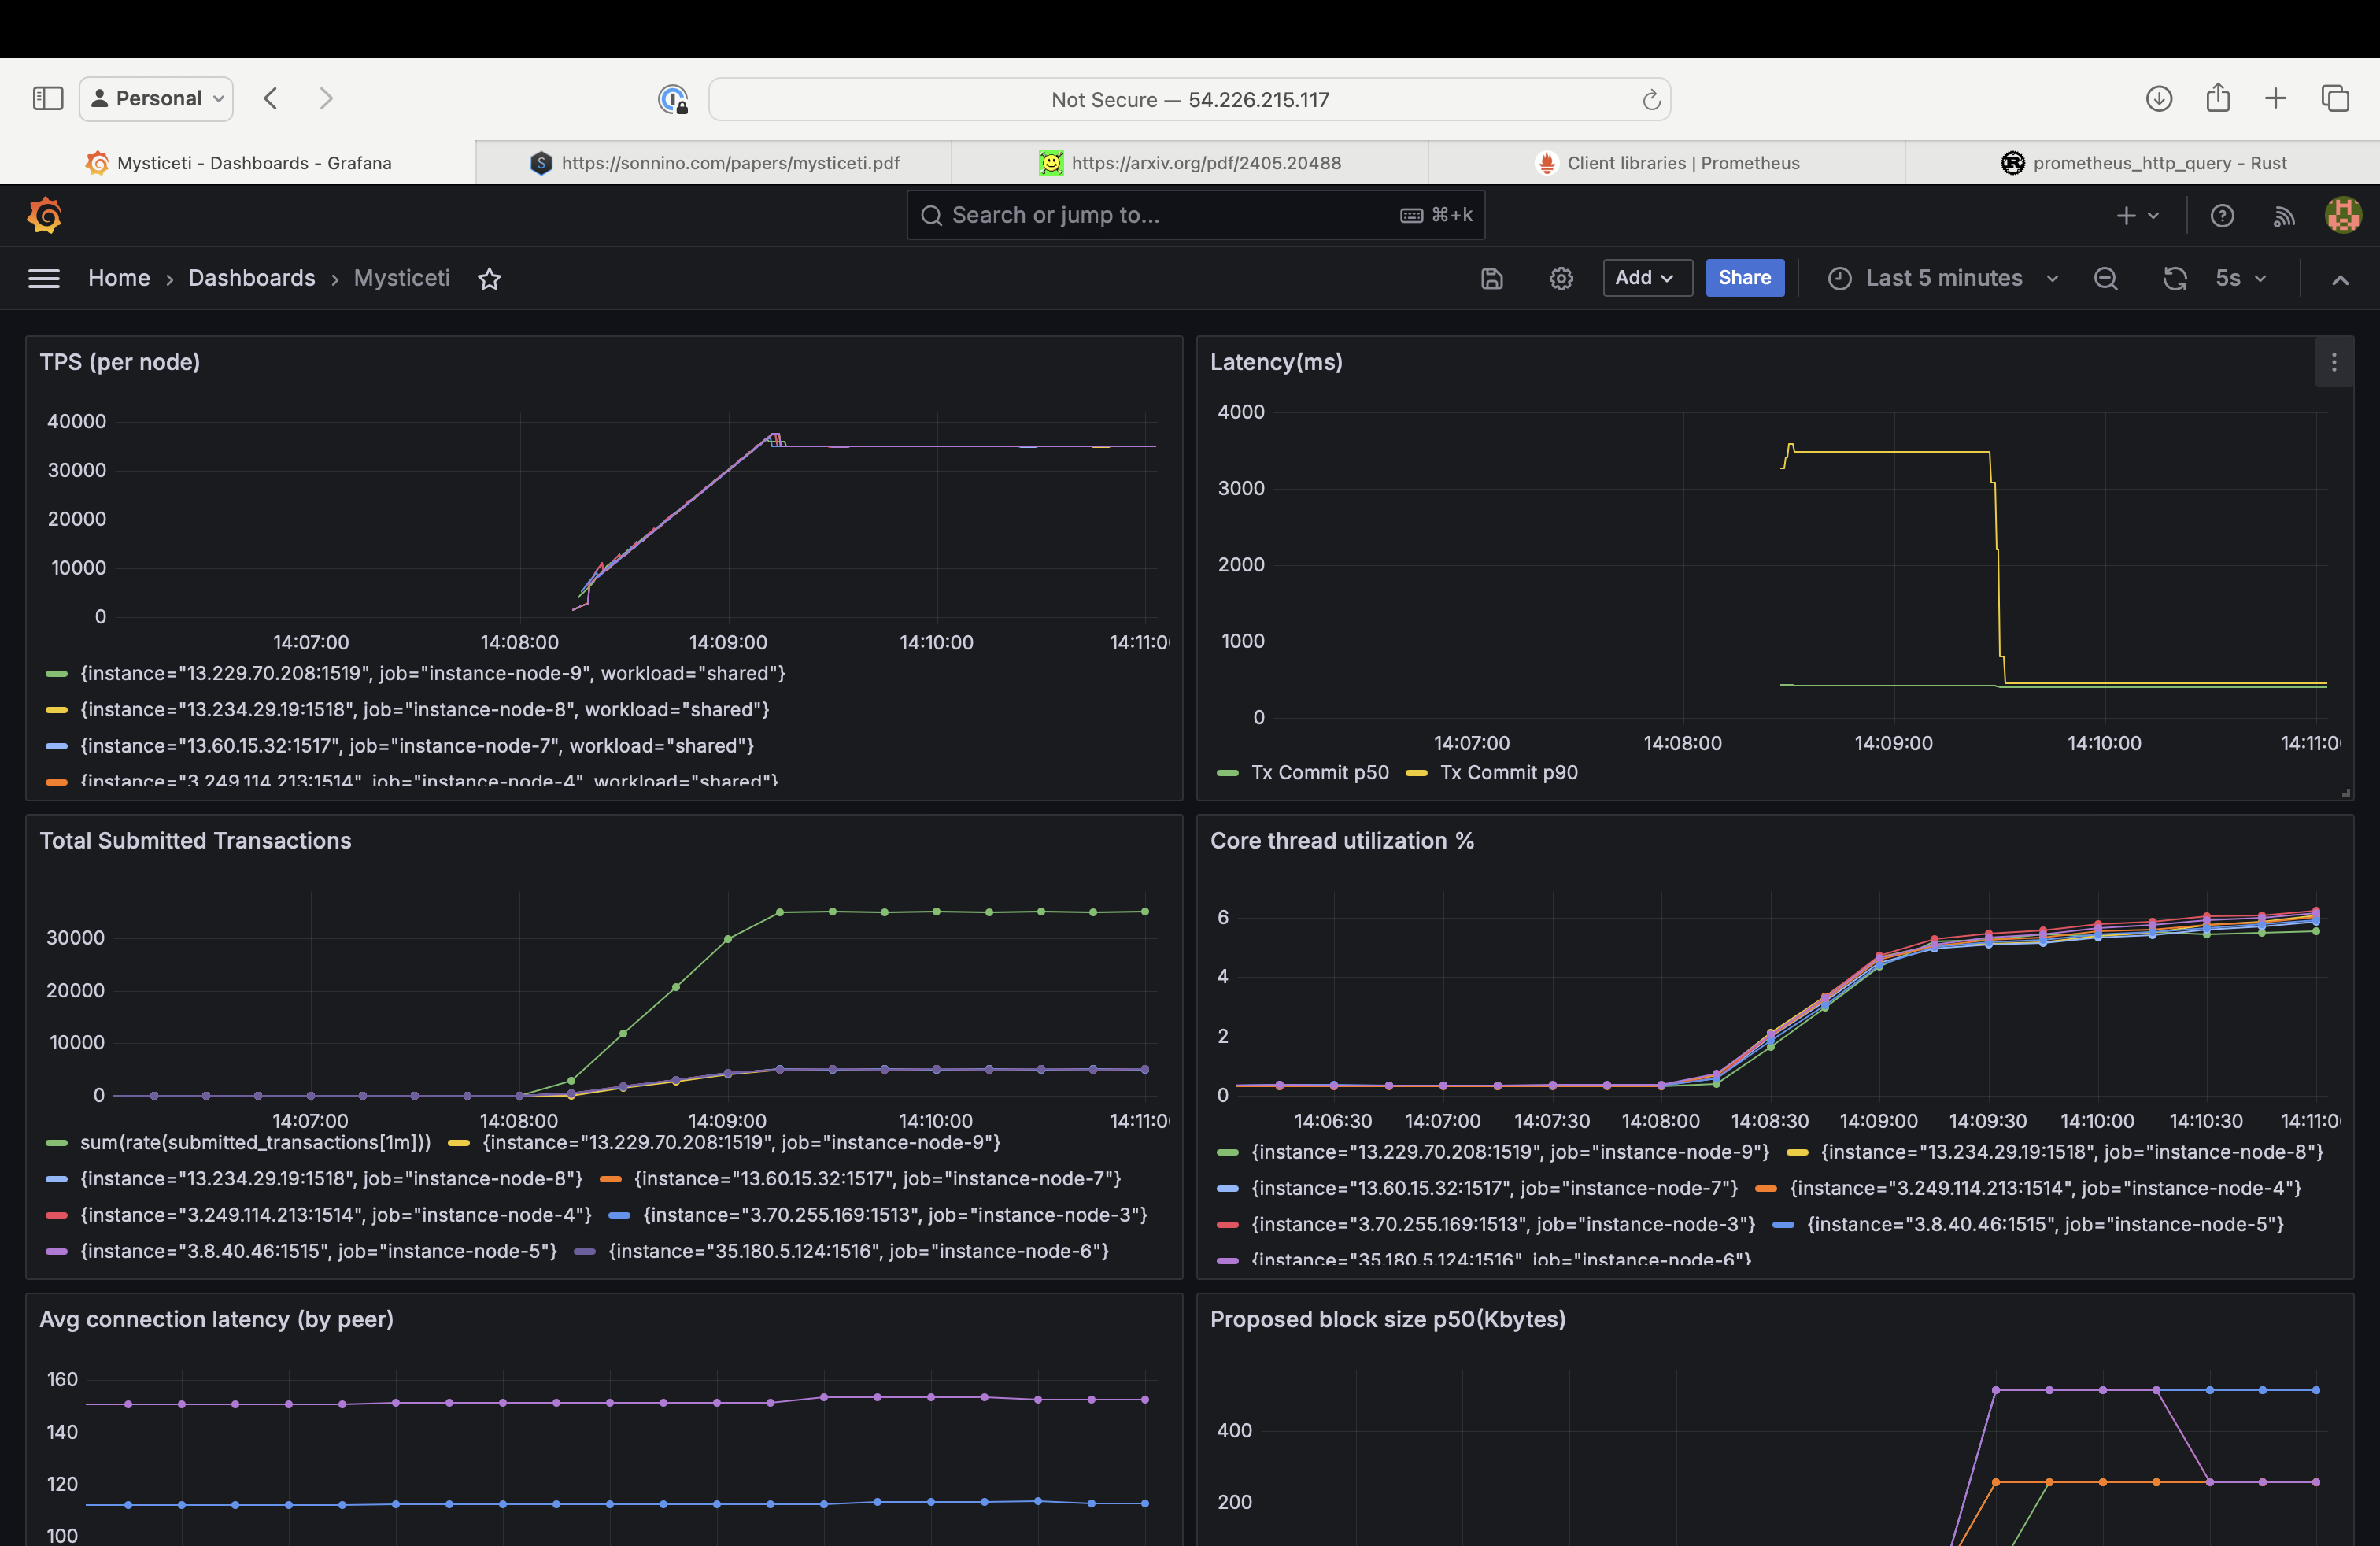 Personal
Not Secure — 54.226.215.117
Mysticeti - Dashboards - Grafana
https://sonnino.com/papers/mysticeti.pdf
https://arxiv.org/pdf/2405.20488
Client libraries | Prometheus
prometheus_http_query - Rust
Search or jump to...
⌘+k
Home › Dashboards › Mysticeti
Add
Share
Last 5 minutes
5s
TPS (per node)
40000
30000
20000
10000
0
14:07:00 14:08:00 14:09:00 14:10:00 14:11:0
{instance="13.229.70.208:1519", job="instance-node-9", workload="shared"}
{instance="13.234.29.19:1518", job="instance-node-8", workload="shared"}
{instance="13.60.15.32:1517", job="instance-node-7", workload="shared"}
{instance="3.249.114.213:1514", job="instance-node-4", workload="shared"}
Latency(ms)
4000
3000
2000
1000
0
14:07:00 14:08:00 14:09:00 14:10:00 14:11:0
Tx Commit p50 Tx Commit p90
Total Submitted Transactions
30000
20000
10000
0
14:07:00 14:08:00 14:09:00 14:10:00 14:11:0
sum(rate(submitted_transactions[1m])) {instance="13.229.70.208:1519", job="instance-node-9"}
{instance="13.234.29.19:1518", job="instance-node-8"} {instance="13.60.15.32:1517", job="instance-node-7"}
{instance="3.249.114.213:1514", job="instance-node-4"} {instance="3.70.255.169:1513", job="instance-node-3"}
{instance="3.8.40.46:1515", job="instance-node-5"} {instance="35.180.5.124:1516", job="instance-node-6"}
Core thread utilization %
6
4
2
0
14:06:30 14:07:00 14:07:30 14:08:00 14:08:30 14:09:00 14:09:30 14:10:00 14:10:30 14:11:0
{instance="13.229.70.208:1519", job="instance-node-9"} {instance="13.234.29.19:1518", job="instance-node-8"}
{instance="13.60.15.32:1517", job="instance-node-7"} {instance="3.249.114.213:1514", job="instance-node-4"}
{instance="3.70.255.169:1513", job="instance-node-3"} {instance="3.8.40.46:1515", job="instance-node-5"}
{instance="35.180.5.124:1516", job="instance-node-6"}
Avg connection latency (by peer)
160
140
120
100
Proposed block size p50(Kbytes)
400
200